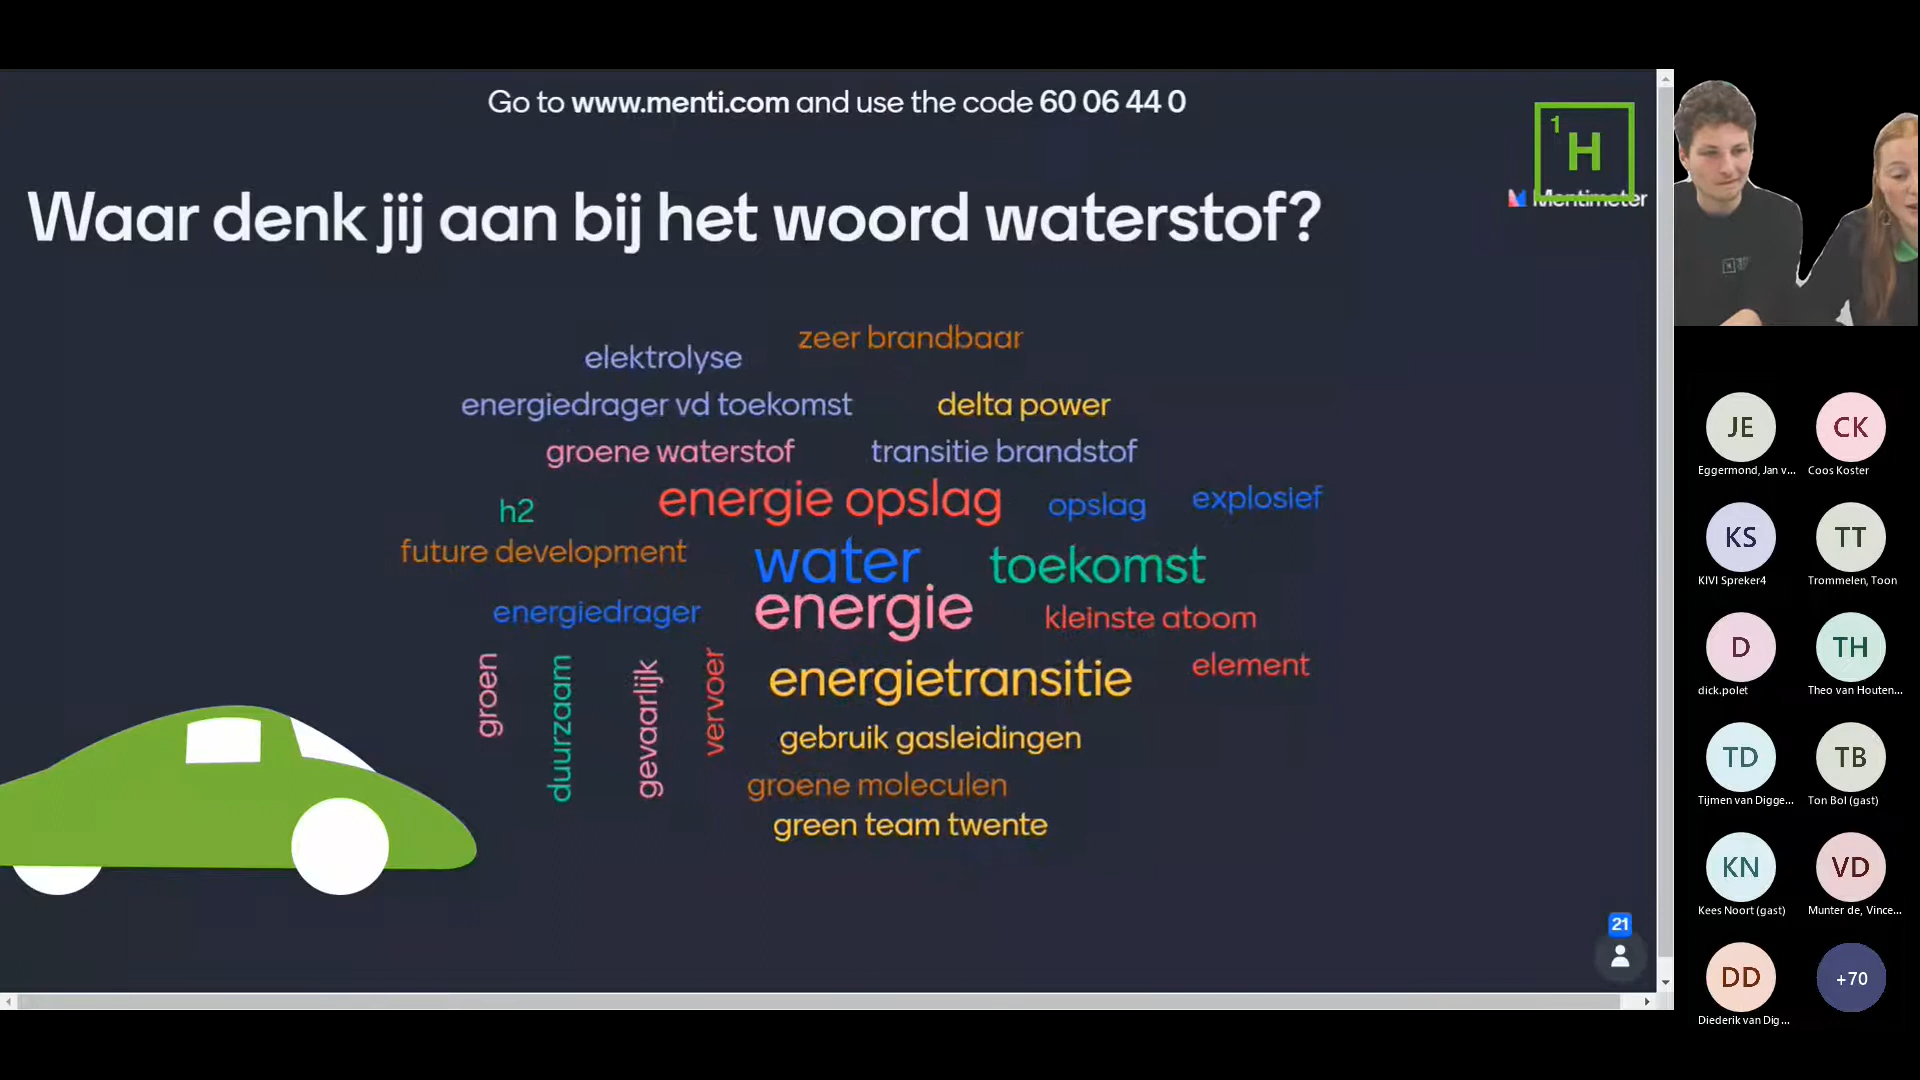 Go to www.menti.com and use the code 60 06 44 0
1
H
Mentimeter
Waar denk jij aan bij het woord waterstof?
zeer brandbaar
elektrolyse
energiedrager vd toekomst
delta power
groene waterstof
transitie brandstof
energie opslag
opslag
explosief
h2
future development
water
toekomst
energiedrager
energie
kleinste atoom
groen
duurzaam
gevaarlijk
vervoer
energietransitie
element
gebruik gasleidingen
groene moleculen
green team twente
21
JE
CK
Eggermond, Jan v...
Coos Koster
KS
TT
KIVI Spreker4
Trommelen, Toon
D
TH
dick.polet
Theo van Houten...
TD
TB
Tijmen van Digge...
Ton Bol (gast)
KN
VD
Kees Noort (gast)
Munter de, Vince...
DD
+70
Diederik van Dig...